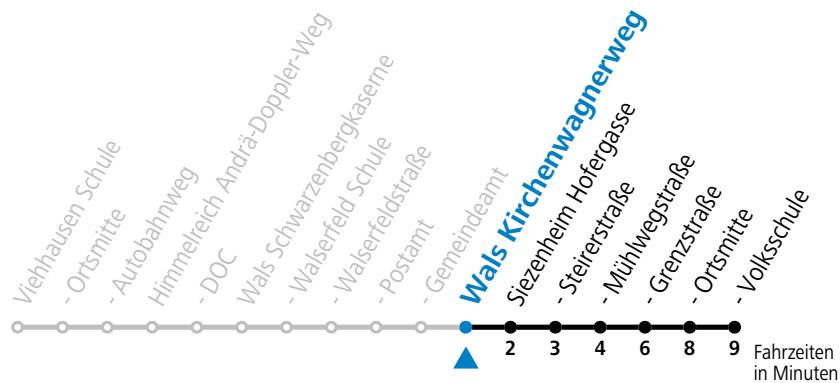 Viehhausen Schule
- Ortsmitte
- Autobahnweg
Himmelreich Andrä-Doppler-Weg
- DOC
Wals Schwarzenbergkaserne
- Walserfeld Schule
- Walserfeldstraße
- Postamt
- Gemeindeamt
Wals Kirchenwagnerweg
Siezenheim Hofergasse
- Steirerstraße
- Mühlwegstraße
- Grenzstraße
- Ortsmitte
- Volksschule
2 3 4 6 8 9
Fahrzeiten
in Minuten